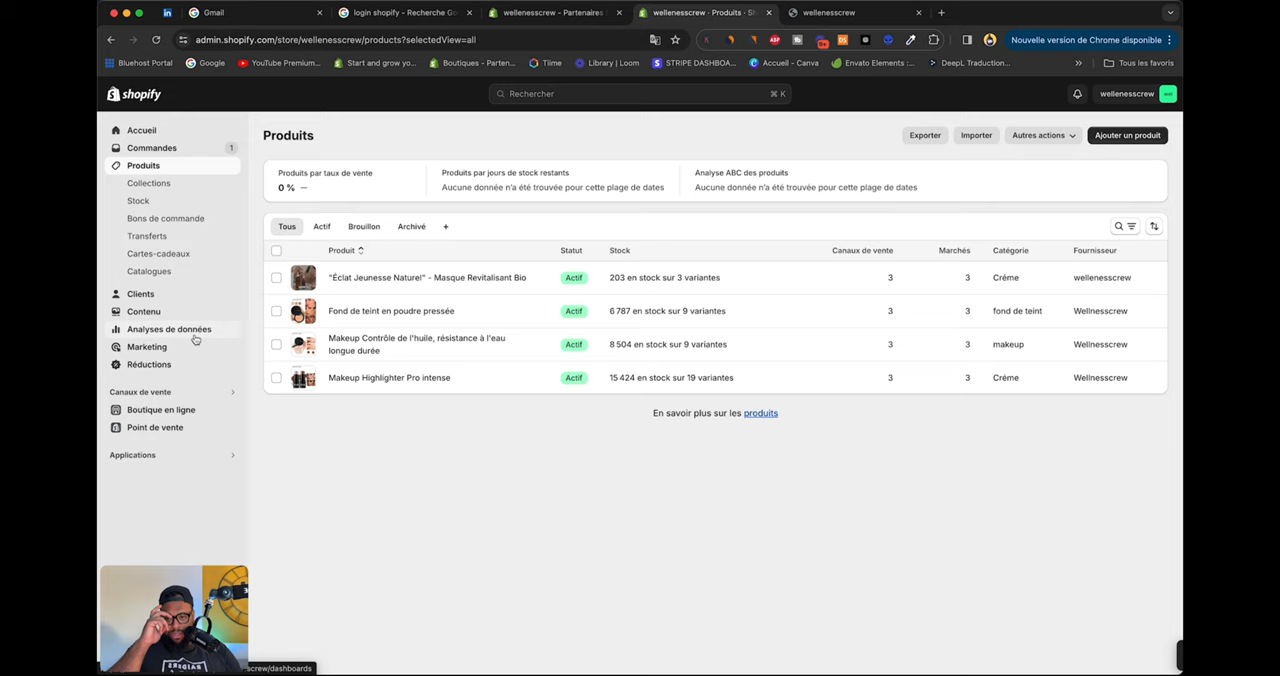 Gmail
login shopify - Recherche Go
wellenesscrew - Partenaires S
wellenesscrew · Produits · Sh
wellenesscrew
admin.shopify.com/store/wellenesscrew/products?selectedView=all
Nouvelle version de Chrome disponible
Bluehost Portal
Google
YouTube Premium...
Start and grow yo...
Boutiques - Parten...
Tiime
Library | Loom
STRIPE DASHBOA...
Accueil - Canva
Envato Elements :...
DeepL Traduction...
Tous les favoris
shopify
Rechercher
⌘ K
wellenesscrew
Accueil
Commandes
1
Produits
Collections
Stock
Bons de commande
Transferts
Cartes-cadeaux
Catalogues
Clients
Contenu
Analyses de données
Marketing
Réductions
Canaux de vente
Boutique en ligne
Point de vente
Applications
Produits
Exporter
Importer
Autres actions
Ajouter un produit
Produits par taux de vente
0 % —
Produits par jours de stock restants
Aucune donnée n'a été trouvée pour cette plage de dates
Analyse ABC des produits
Aucune donnée n'a été trouvée pour cette plage de dates
Tous
Actif
Brouillon
Archivé
+
Produit
Statut
Stock
Canaux de vente
Marchés
Catégorie
Fournisseur
"Éclat Jeunesse Naturel" - Masque Revitalisant Bio
Actif
203 en stock sur 3 variantes
3
3
Créme
wellenesscrew
Fond de teint en poudre pressée
Actif
6 787 en stock sur 9 variantes
3
3
fond de teint
Wellnesscrew
Makeup Contrôle de l'huile, résistance à l'eau
longue durée
Actif
8 504 en stock sur 9 variantes
3
3
makeup
Wellnesscrew
Makeup Highlighter Pro intense
Actif
15 424 en stock sur 19 variantes
3
3
Créme
Wellnesscrew
En savoir plus sur les produits
screw/dashboards
RAIDERS